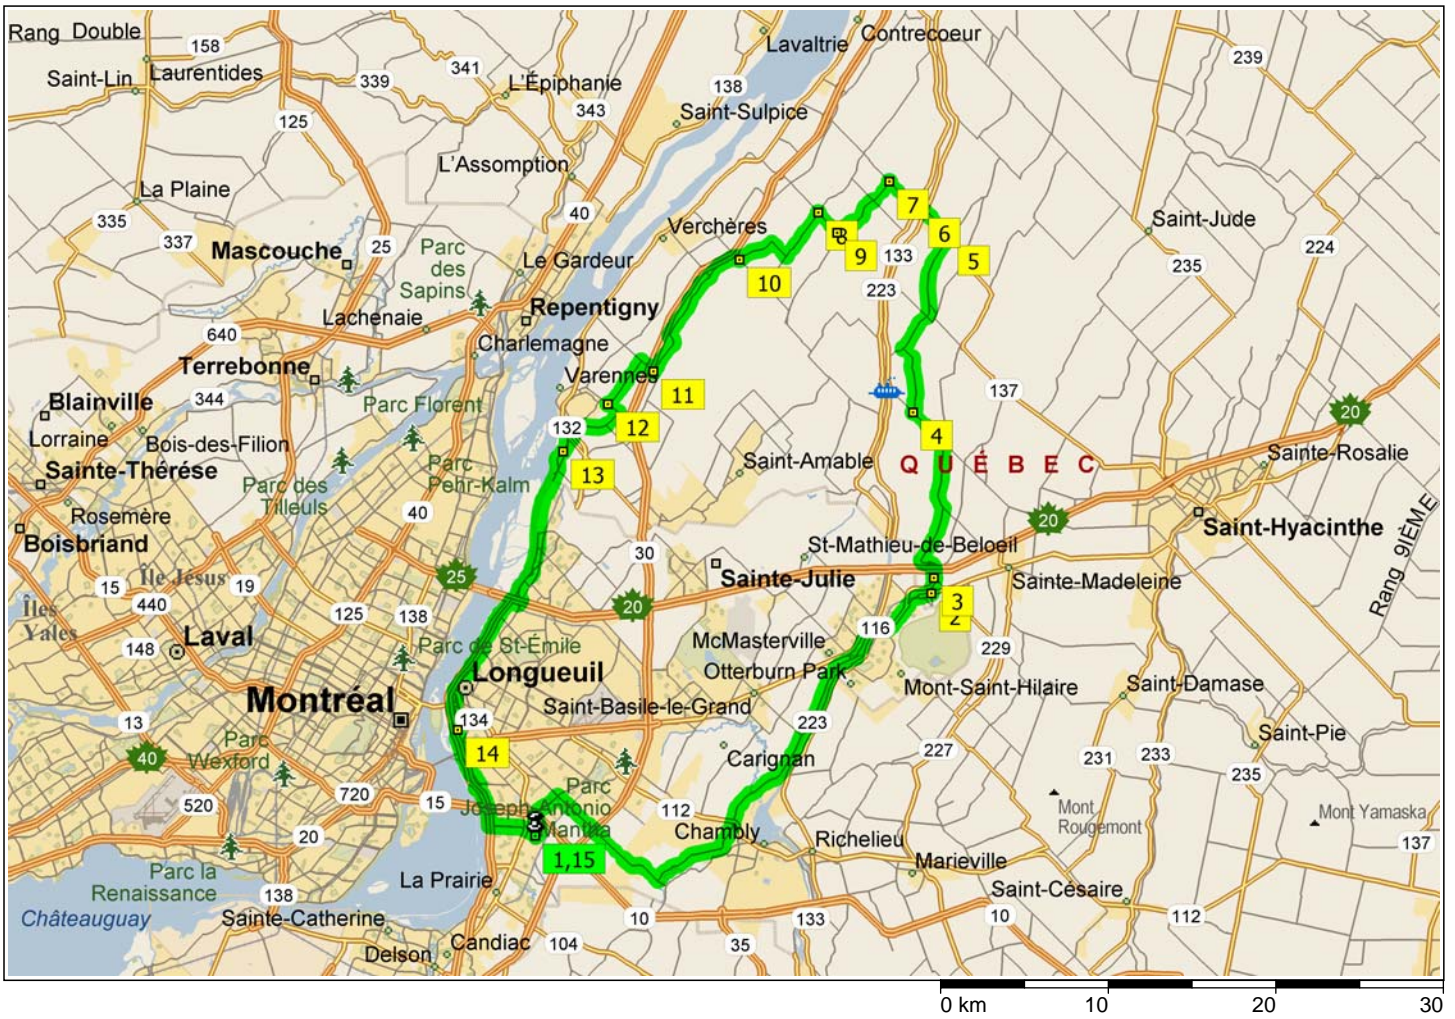 Rang Double
158
Saint-Lin
Laurentides
339
341
L'Épiphanie
343
138
Lavaltrie
Contrecoeur
239
125
Saint-Sulpice
L'Assomption
La Plaine
335
337
40
Mascouche
25
Parc
des
Sapins
Le Gardeur
Verchères
Saint-Jude
224
235
7
6
5
8
9
133
10
223
Repentigny
Lachenaie
640
Charlemagne
Terrebonne
344
Varennes
11
137
Blainville
Parc Florent
Lorraine
Bois-des-Filion
132
12
4
20
Sainte-Thérése
Parc des
Tilleuls
Parc
Pehr-Kalm
13
Saint-Amable
QUÉBEC
Sainte-Rosalie
Rosemère
40
Boisbriand
20
Saint-Hyacinthe
Rang 9IÈME
15
Île Jésus
19
25
30
St-Mathieu-de-Beloeil
Sainte-Julie
Sainte-Madeleine
Îles
Yales
440
125
138
20
3
2
148
Laval
Parc de St-Émile
McMasterville
116
229
Longueuil
Otterburn Park
Mont-Saint-Hilaire
Saint-Damase
Montréal
Saint-Basile-le-Grand
13
134
223
Saint-Pie
40
Parc
Wexford
14
Carignan
227
231
233
235
520
720
15
Parc
Joseph-Antonio
Manitta
112
Mont
Rougemont
Mont Yamaska
20
Chambly
Richelieu
137
Parc la
Renaissance
1,15
Marieville
138
La Prairie
Saint-Césaire
Châteauguay
Sainte-Catherine
10
133
10
112
Delson
Candiac
104
35
0 km
10
20
30